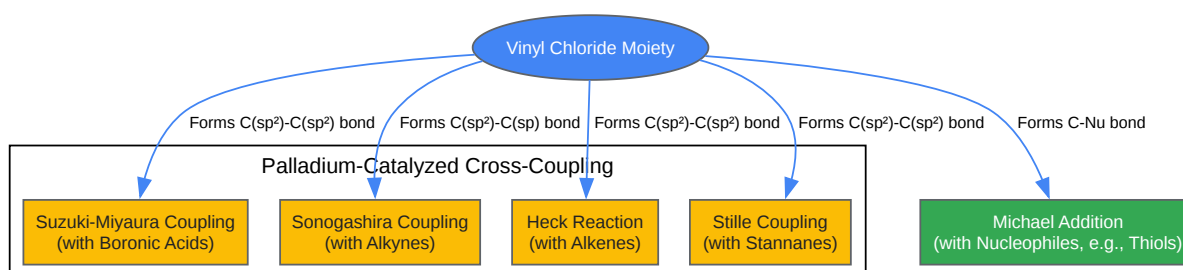 Vinyl Chloride Moiety
Forms C(sp²)-C(sp²) bond
Forms C(sp²)-C(sp) bond
Forms C(sp²)-C(sp²) bond
Forms C(sp²)-C(sp²) bond
Forms C-Nu bond
Palladium-Catalyzed Cross-Coupling
Suzuki-Miyaura Coupling
(with Boronic Acids)
Sonogashira Coupling
(with Alkynes)
Heck Reaction
(with Alkenes)
Stille Coupling
(with Stannanes)
Michael Addition
(with Nucleophiles, e.g., Thiols)